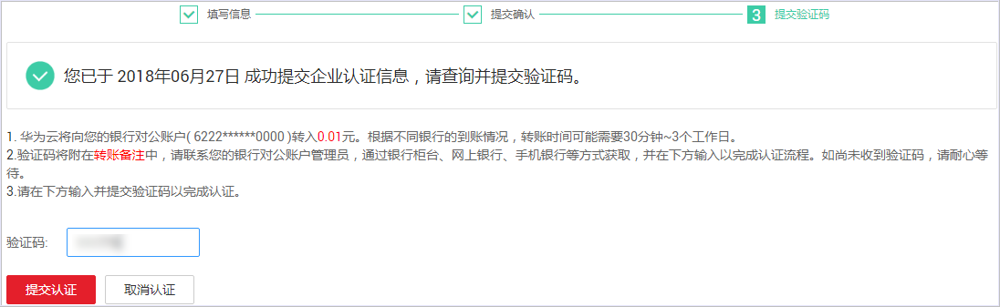 填写信息
提交确认
3 提交验证码
您已于 2018年06月27日 成功提交企业认证信息，请查询并提交验证码。
1. 华为云将向您的银行对公账户( 6222******0000 )转入0.01元。根据不同银行的到账情况，转账时间可能需要30分钟~3个工作日。
2.验证码将附在转账备注中，请联系您的银行对公账户管理员，通过银行柜台、网上银行、手机银行等方式获取，并在下方输入以完成认证流程。如尚未收到验证码，请耐心等
待。
3.请在下方输入并提交验证码以完成认证。
验证码:
提交认证
取消认证